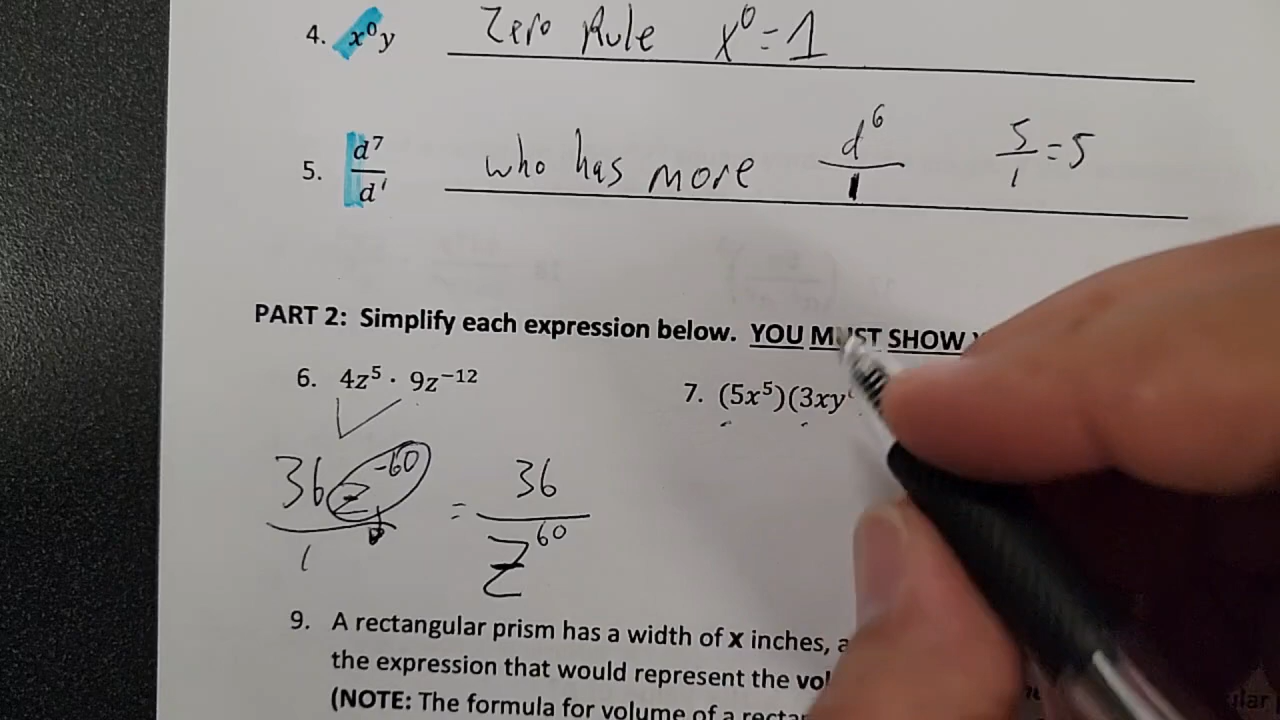 4. x⁰y Zero Rule x⁰ = 1
5. d⁷/d¹ who has more d⁶/1 5/1 = 5
PART 2: Simplify each expression below. YOU MUST SHOW
6. 4z⁵ · 9z⁻¹² 7. (5x⁵)(3xy
36z⁻⁶⁰/1 = 36/z⁶⁰
9. A rectangular prism has a width of x inches, a
the expression that would represent the vol
(NOTE: The formula for volume of a recta